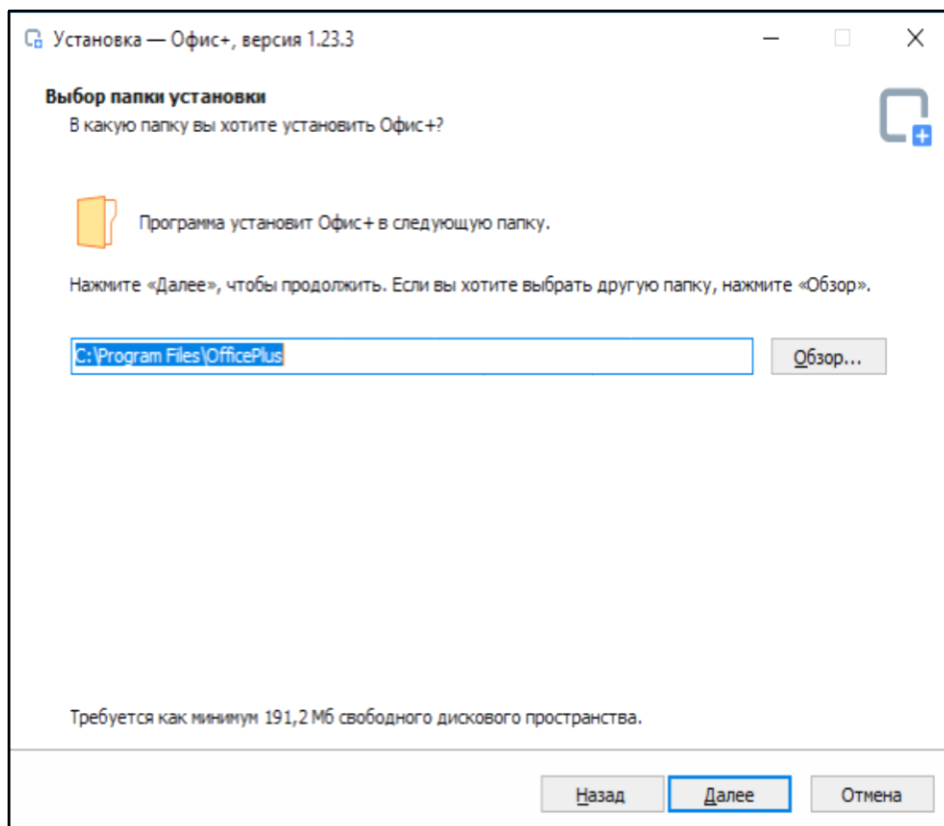 Установка — Офис+, версия 1.23.3
Выбор папки установки
В какую папку вы хотите установить Офис+?
Программа установит Офис+ в следующую папку.
Нажмите «Далее», чтобы продолжить. Если вы хотите выбрать другую папку, нажмите «Обзор».
C:\Program Files\OfficePlus
Обзор...
Требуется как минимум 191,2 Мб свободного дискового пространства.
Назад
Далее
Отмена